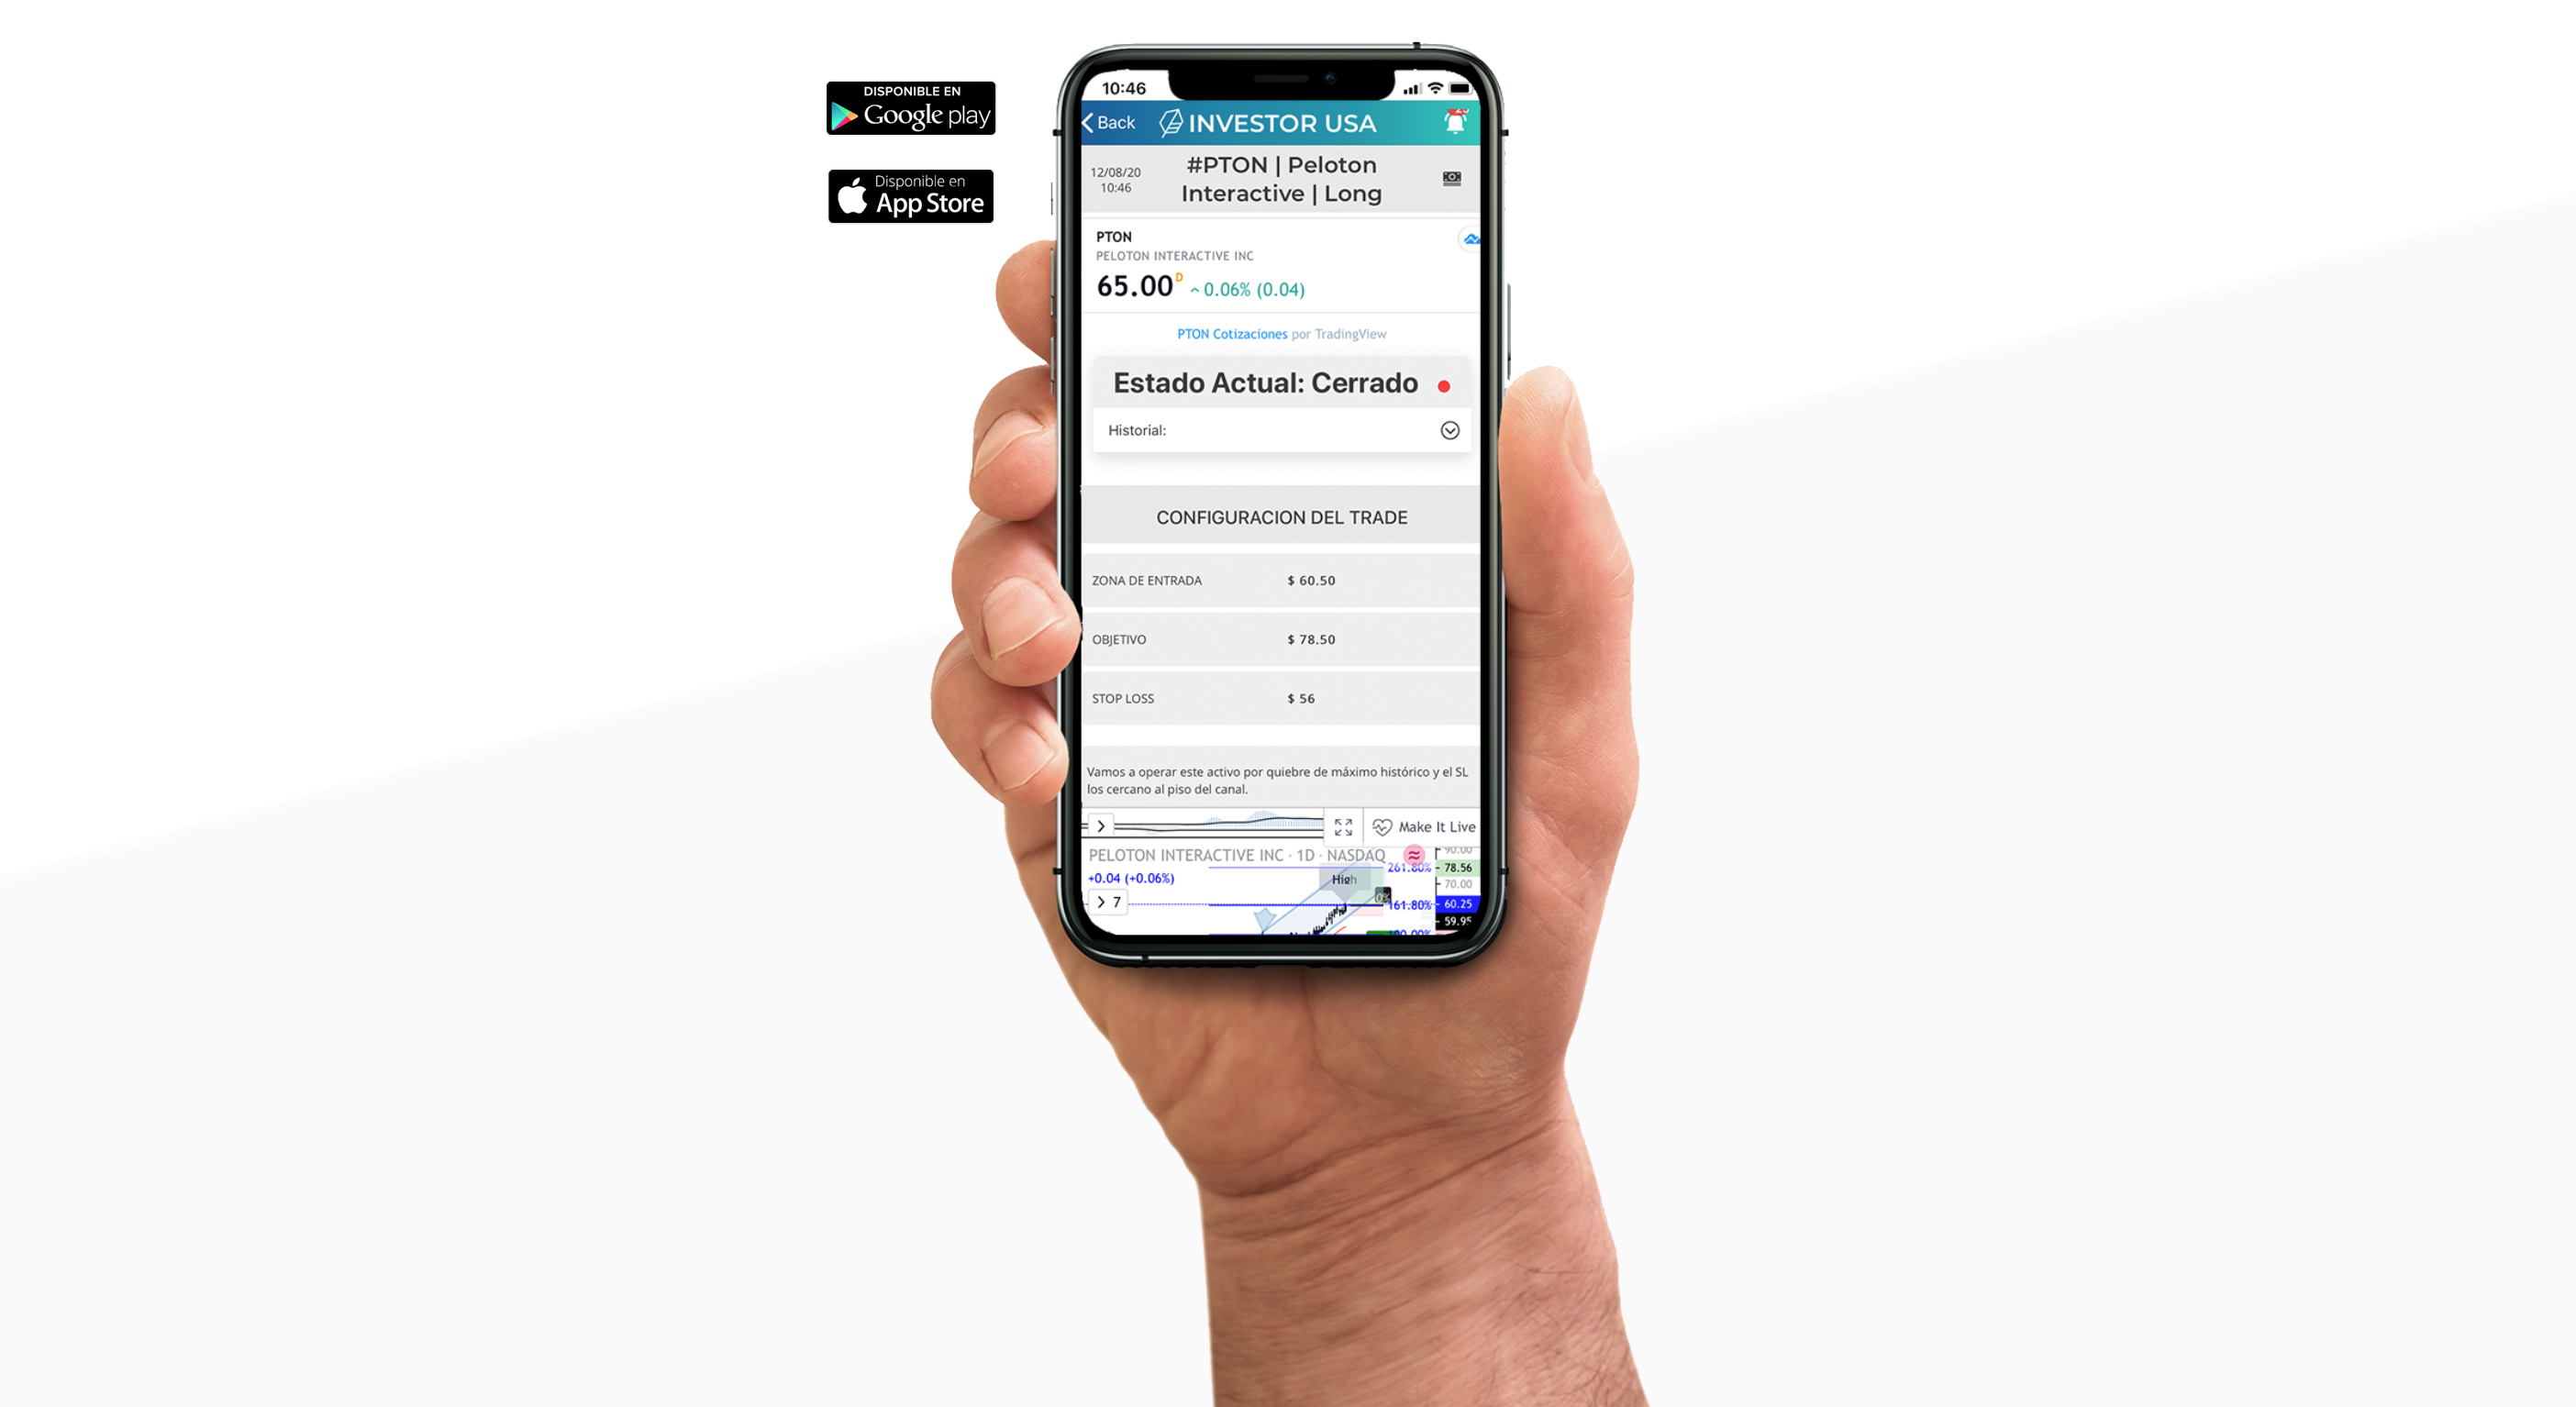 DISPONIBLE EN
Google play
Disponible en
App Store
10:46
Back
INVESTOR USA
12/08/20
10:46
#PTON | Peloton
Interactive | Long
PTON
PELOTON INTERACTIVE INC
65.00 D 0.06% (0.04)
PTON Cotizaciones por TradingView
Estado Actual: Cerrado
Historial:
CONFIGURACION DEL TRADE
ZONA DE ENTRADA $ 60.50
OBJETIVO $ 78.50
STOP LOSS $ 56
Vamos a operar este activo por quiebre de máximo histórico y el SL
los cercano al piso del canal.
Make It Live
PELOTON INTERACTIVE INC · 1D · NASDAQ
90.00
261.80% 78.56
+0.04 (+0.06%)
High
70.00
7
161.80% 60.25
59.95